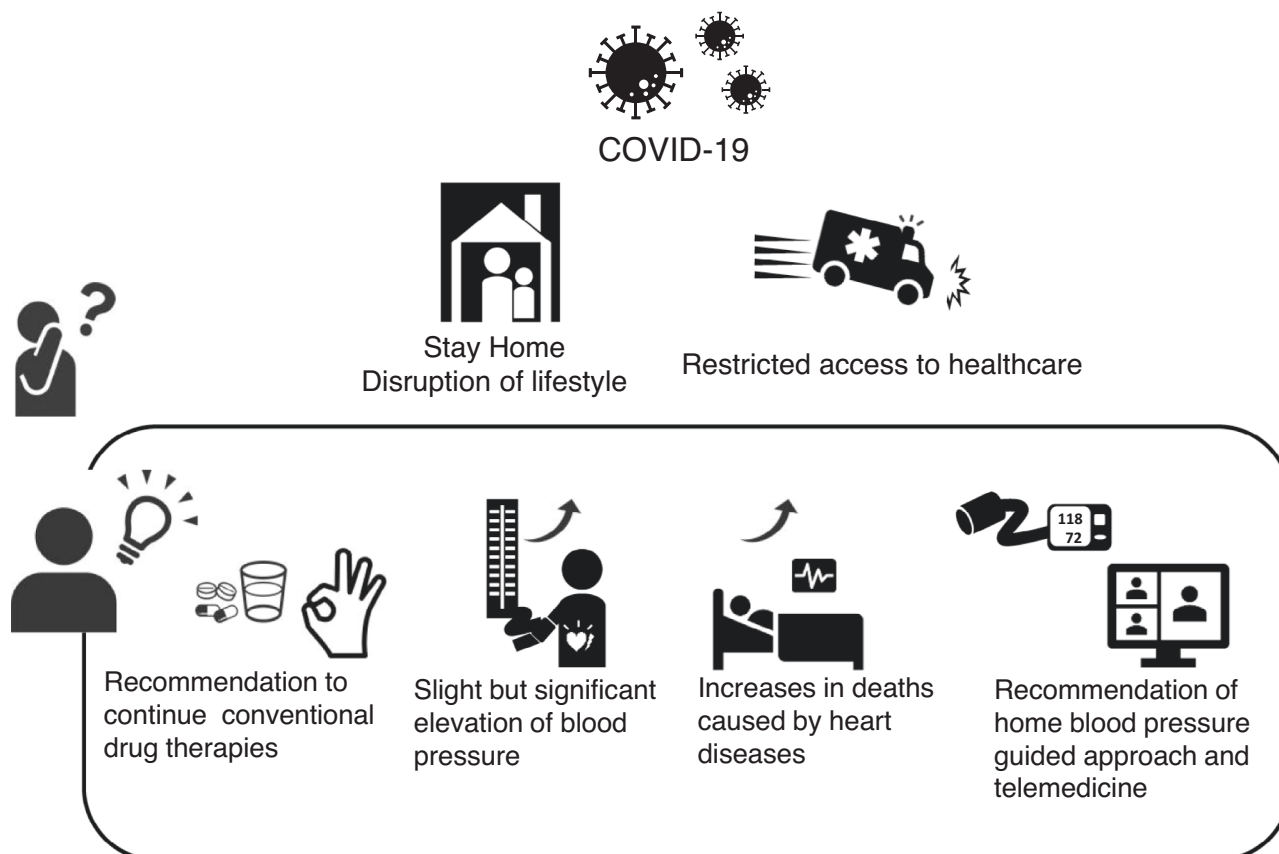 COVID-19
Stay Home
Disruption of lifestyle
Restricted access to healthcare
?
118
72
Recommendation to
continue conventional
drug therapies
Slight but significant
elevation of blood
pressure
Increases in deaths
caused by heart
diseases
Recommendation of
home blood pressure
guided approach and
telemedicine